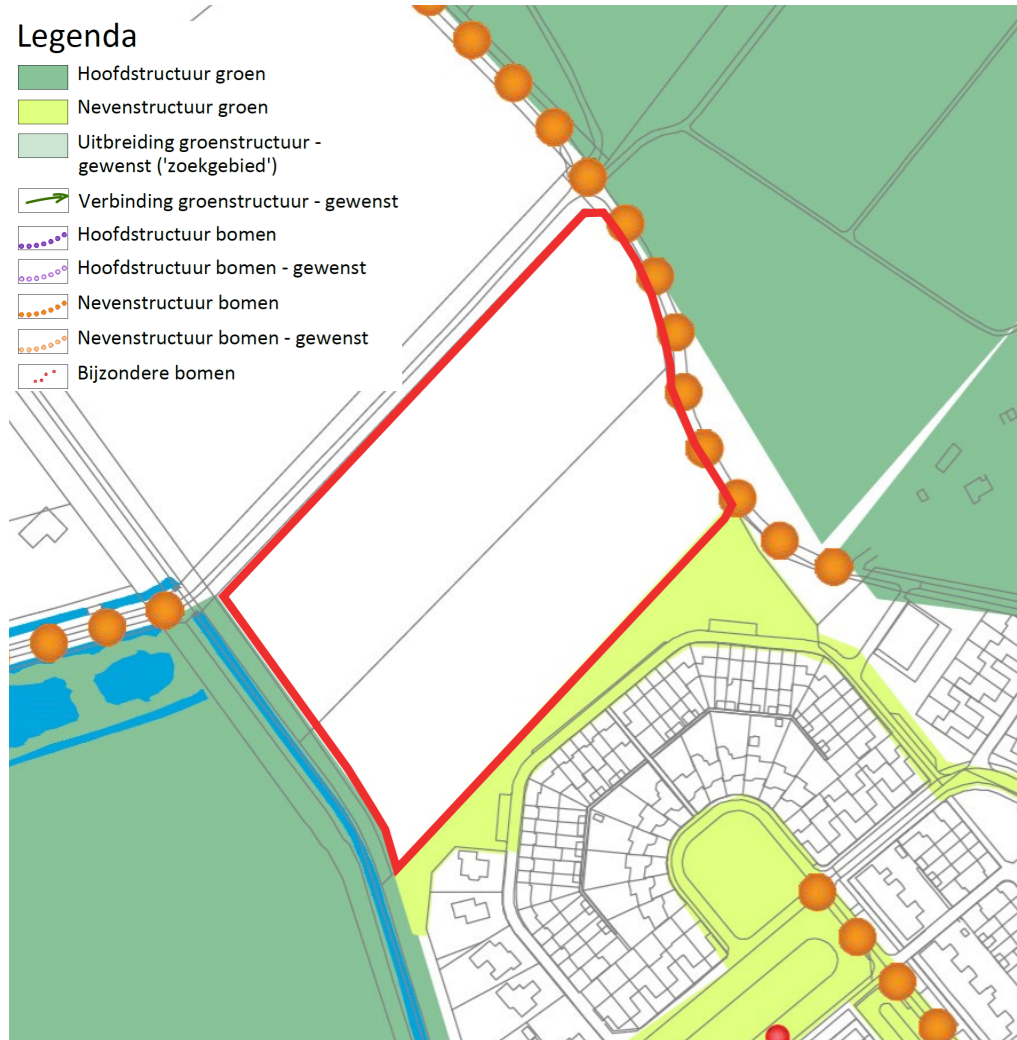 Legenda
Hoofdstructuur groen
Nevenstructuur groen
Uitbreiding groenstructuur -
gewenst ('zoekgebied')
Verbinding groenstructuur - gewenst
Hoofdstructuur bomen
Hoofdstructuur bomen - gewenst
Nevenstructuur bomen
Nevenstructuur bomen - gewenst
Bijzondere bomen